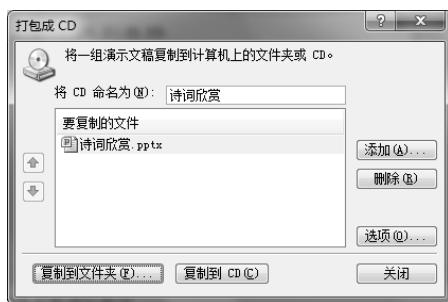 打包成 CD
将一组演示文稿复制到计算机上的文件夹或 CD。
将 CD 命名为(N): 诗词欣赏
要复制的文件
诗词欣赏.pptx
添加(A)...
删除(R)
选项(O)...
复制到文件夹(F)... 复制到 CD(C) 关闭